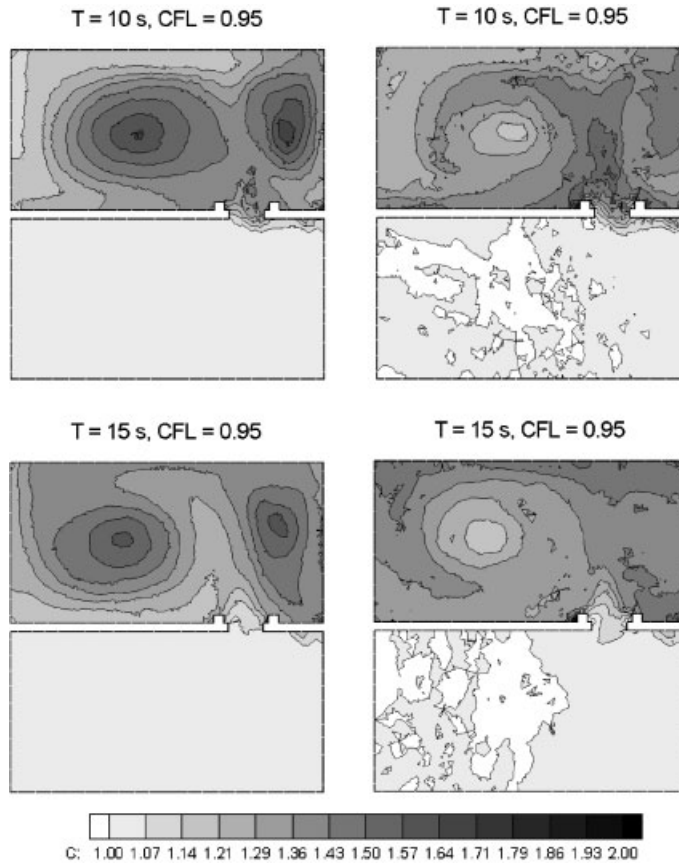 T = 10 s, CFL = 0.95
T = 10 s, CFL = 0.95
T = 15 s, CFL = 0.95
T = 15 s, CFL = 0.95
C: 1.00 1.07 1.14 1.21 1.29 1.36 1.43 1.50 1.57 1.64 1.71 1.79 1.86 1.93 2.00